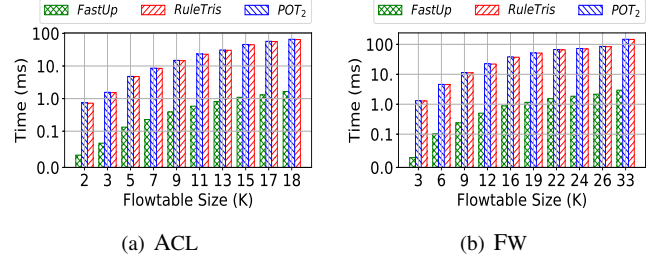 FastUp RuleTris POT₂
FastUp RuleTris POT₂
Time (ms)
100
10.
1.0
0.1
0.0
2 3 5 7 9 11 13 15 17 18
Flowtable Size (K)
Time (ms)
100
10.
1.0
0.1
0.0
3 6 9 12 16 19 22 24 26 33
Flowtable Size (K)
(a) ACL
(b) FW